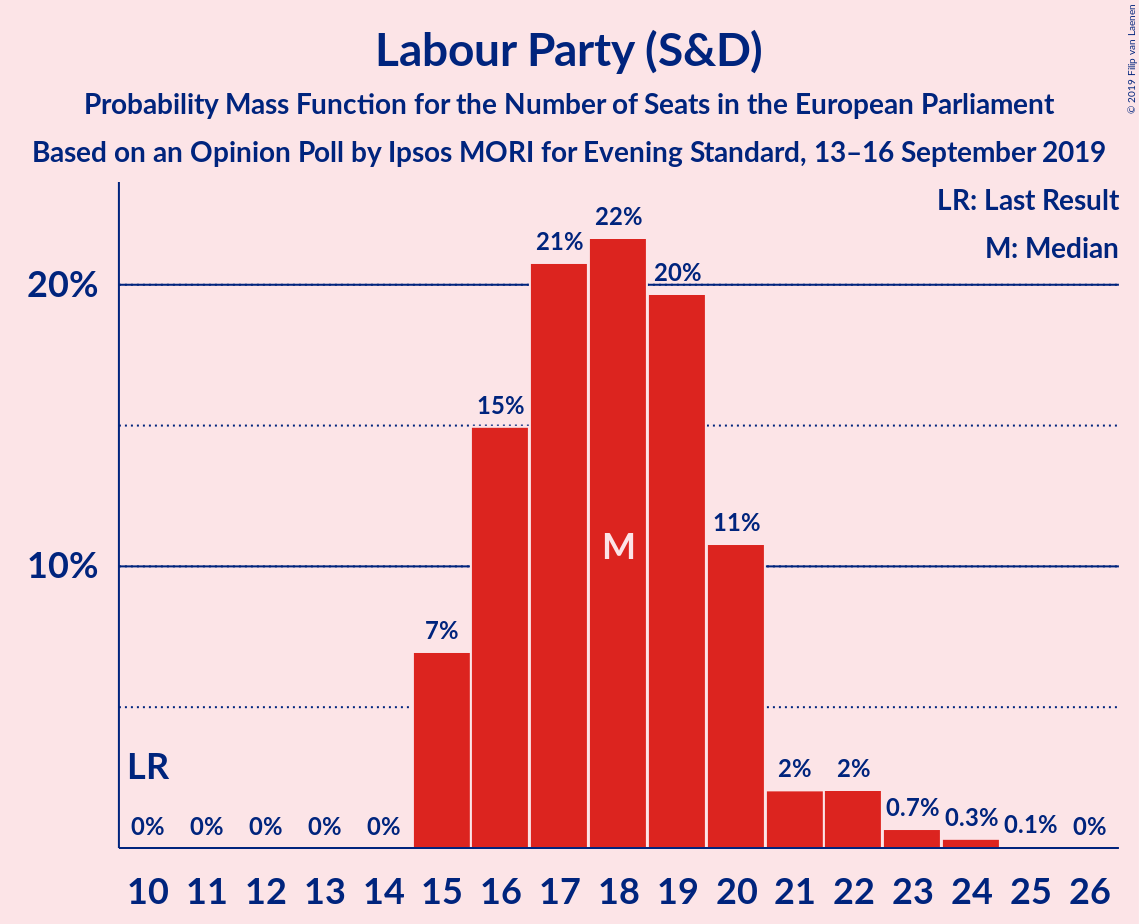 Labour Party (S&D)
Probability Mass Function for the Number of Seats in the European Parliament
Based on an Opinion Poll by Ipsos MORI for Evening Standard, 13–16 September 2019
© 2019 Filip van Laenen
LR: Last Result
M: Median
20%
10%
0% 0% 0% 0% 0% 7% 15% 21% 22% 20% 11% 2% 2% 0.7% 0.3% 0.1% 0%
LR
M
10 11 12 13 14 15 16 17 18 19 20 21 22 23 24 25 26